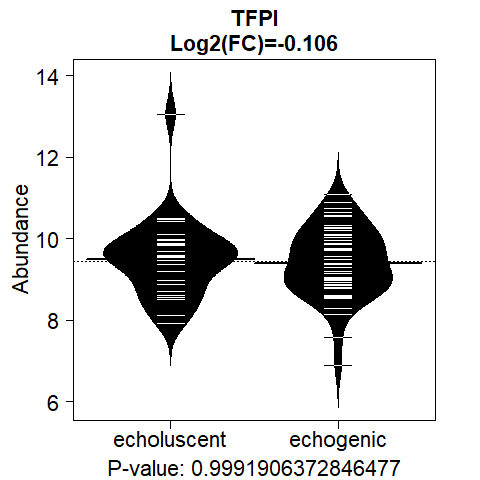 TFPI
Log2(FC)=-0.106
14
12
10
8
6
Abundance
echoluscent echogenic
P-value: 0.9991906372846477